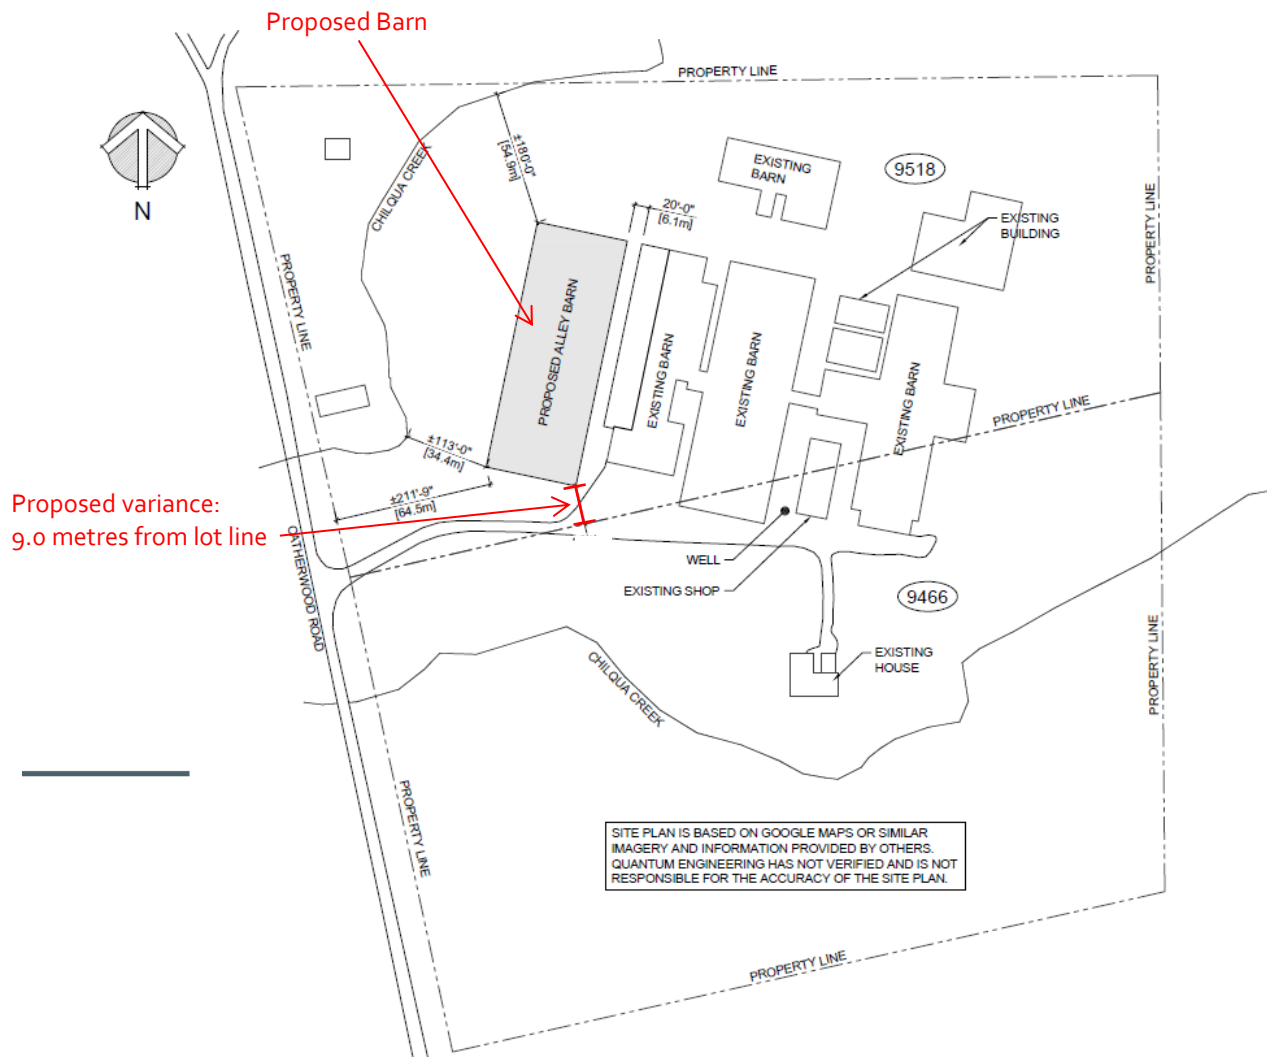 Proposed Barn
PROPERTY LINE
N
CHILQUA CREEK
±180'-0"
[54.9m]
EXISTING
BARN
9518
20'-0"
[6.1m]
EXISTING
BUILDING
PROPERTY LINE
PROPERTY LINE
PROPOSED ALLEY BARN
EXISTING BARN
EXISTING BARN
EXISTING BARN
PROPERTY LINE
±113'-0"
[34.4m]
±211'-9"
[64.5m]
Proposed variance:
9.0 metres from lot line
CATHERWOOD ROAD
WELL
EXISTING SHOP
9466
EXISTING
HOUSE
CHILQUA CREEK
PROPERTY LINE
PROPERTY LINE
SITE PLAN IS BASED ON GOOGLE MAPS OR SIMILAR
IMAGERY AND INFORMATION PROVIDED BY OTHERS.
QUANTUM ENGINEERING HAS NOT VERIFIED AND IS NOT
RESPONSIBLE FOR THE ACCURACY OF THE SITE PLAN.
PROPERTY LINE